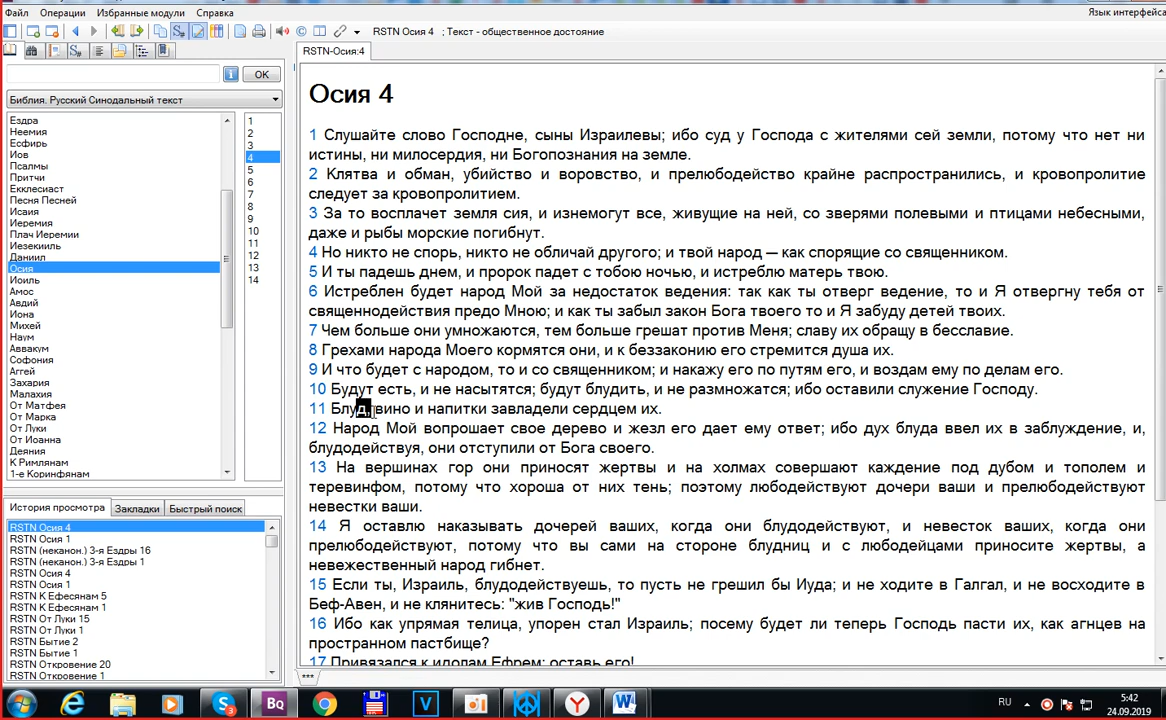 Файл Операции Избранные модули Справка Язык интерфейса
RSTN Осия 4 ; Текст - общественное достояние
RSTN-Осия:4
OK
Библия. Русский Синодальный текст
Ездра
Неемия
Есфирь
Иов
Псалмы
Притчи
Екклесиаст
Песня Песней
Исаия
Иеремия
Плач Иеремии
Иезекииль
Даниил
Осия
Иоиль
Амос
Авдий
Иона
Михей
Наум
Аввакум
Софония
Аггей
Захария
Малахия
От Матфея
От Марка
От Луки
От Иоанна
Деяния
К Римлянам
1-е Коринфянам
1
2
3
4
5
6
7
8
9
10
11
12
13
14
История просмотра Закладки Быстрый поиск
RSTN Осия 4
RSTN Осия 1
RSTN (неканон.) 3-я Ездры 16
RSTN (неканон.) 3-я Ездры 1
RSTN Осия 4
RSTN Осия 1
RSTN К Ефесянам 5
RSTN К Ефесянам 1
RSTN От Луки 15
RSTN От Луки 1
RSTN Бытие 2
RSTN Бытие 1
RSTN Откровение 20
RSTN Откровение 1
Осия 4
1 Слушайте слово Господне, сыны Израилевы; ибо суд у Господа с жителями сей земли, потому что нет ни
истины, ни милосердия, ни Богопознания на земле.
2 Клятва и обман, убийство и воровство, и прелюбодейство крайне распространились, и кровопролитие
следует за кровопролитием.
3 За то восплачет земля сия, и изнемогут все, живущие на ней, со зверями полевыми и птицами небесными,
даже и рыбы морские погибнут.
4 Но никто не спорь, никто не обличай другого; и твой народ — как спорящие со священником.
5 И ты падешь днем, и пророк падет с тобою ночью, и истреблю матерь твою.
6 Истреблен будет народ Мой за недостаток ведения: так как ты отверг ведение, то и Я отвергну тебя от
священнодействия предо Мною; и как ты забыл закон Бога твоего то и Я забуду детей твоих.
7 Чем больше они умножаются, тем больше грешат против Меня; славу их обращу в бесславие.
8 Грехами народа Моего кормятся они, и к беззаконию его стремится душа их.
9 И что будет с народом, то и со священником; и накажу его по путям его, и воздам ему по делам его.
10 Будут есть, и не насытятся; будут блудить, и не размножатся; ибо оставили служение Господу.
11 Блуд, вино и напитки завладели сердцем их.
12 Народ Мой вопрошает свое дерево и жезл его дает ему ответ; ибо дух блуда ввел их в заблуждение, и,
блудодействуя, они отступили от Бога своего.
13 На вершинах гор они приносят жертвы и на холмах совершают каждение под дубом и тополем и
теревинфом, потому что хороша от них тень; поэтому любодействуют дочери ваши и прелюбодействуют
невестки ваши.
14 Я оставлю наказывать дочерей ваших, когда они блудодействуют, и невесток ваших, когда они
прелюбодействуют, потому что вы сами на стороне блудниц и с любодейцами приносите жертвы, а
невежественный народ гибнет.
15 Если ты, Израиль, блудодействуешь, то пусть не грешил бы Иуда; и не ходите в Галгал, и не восходите в
Беф-Авен, и не клянитесь: "жив Господь!"
16 Ибо как упрямая телица, упорен стал Израиль; посему будет ли теперь Господь пасти их, как агнцев на
пространном пастбище?
17 Привязался к идолам Ефрем; оставь его!
***
RU 5:42
24.09.2019